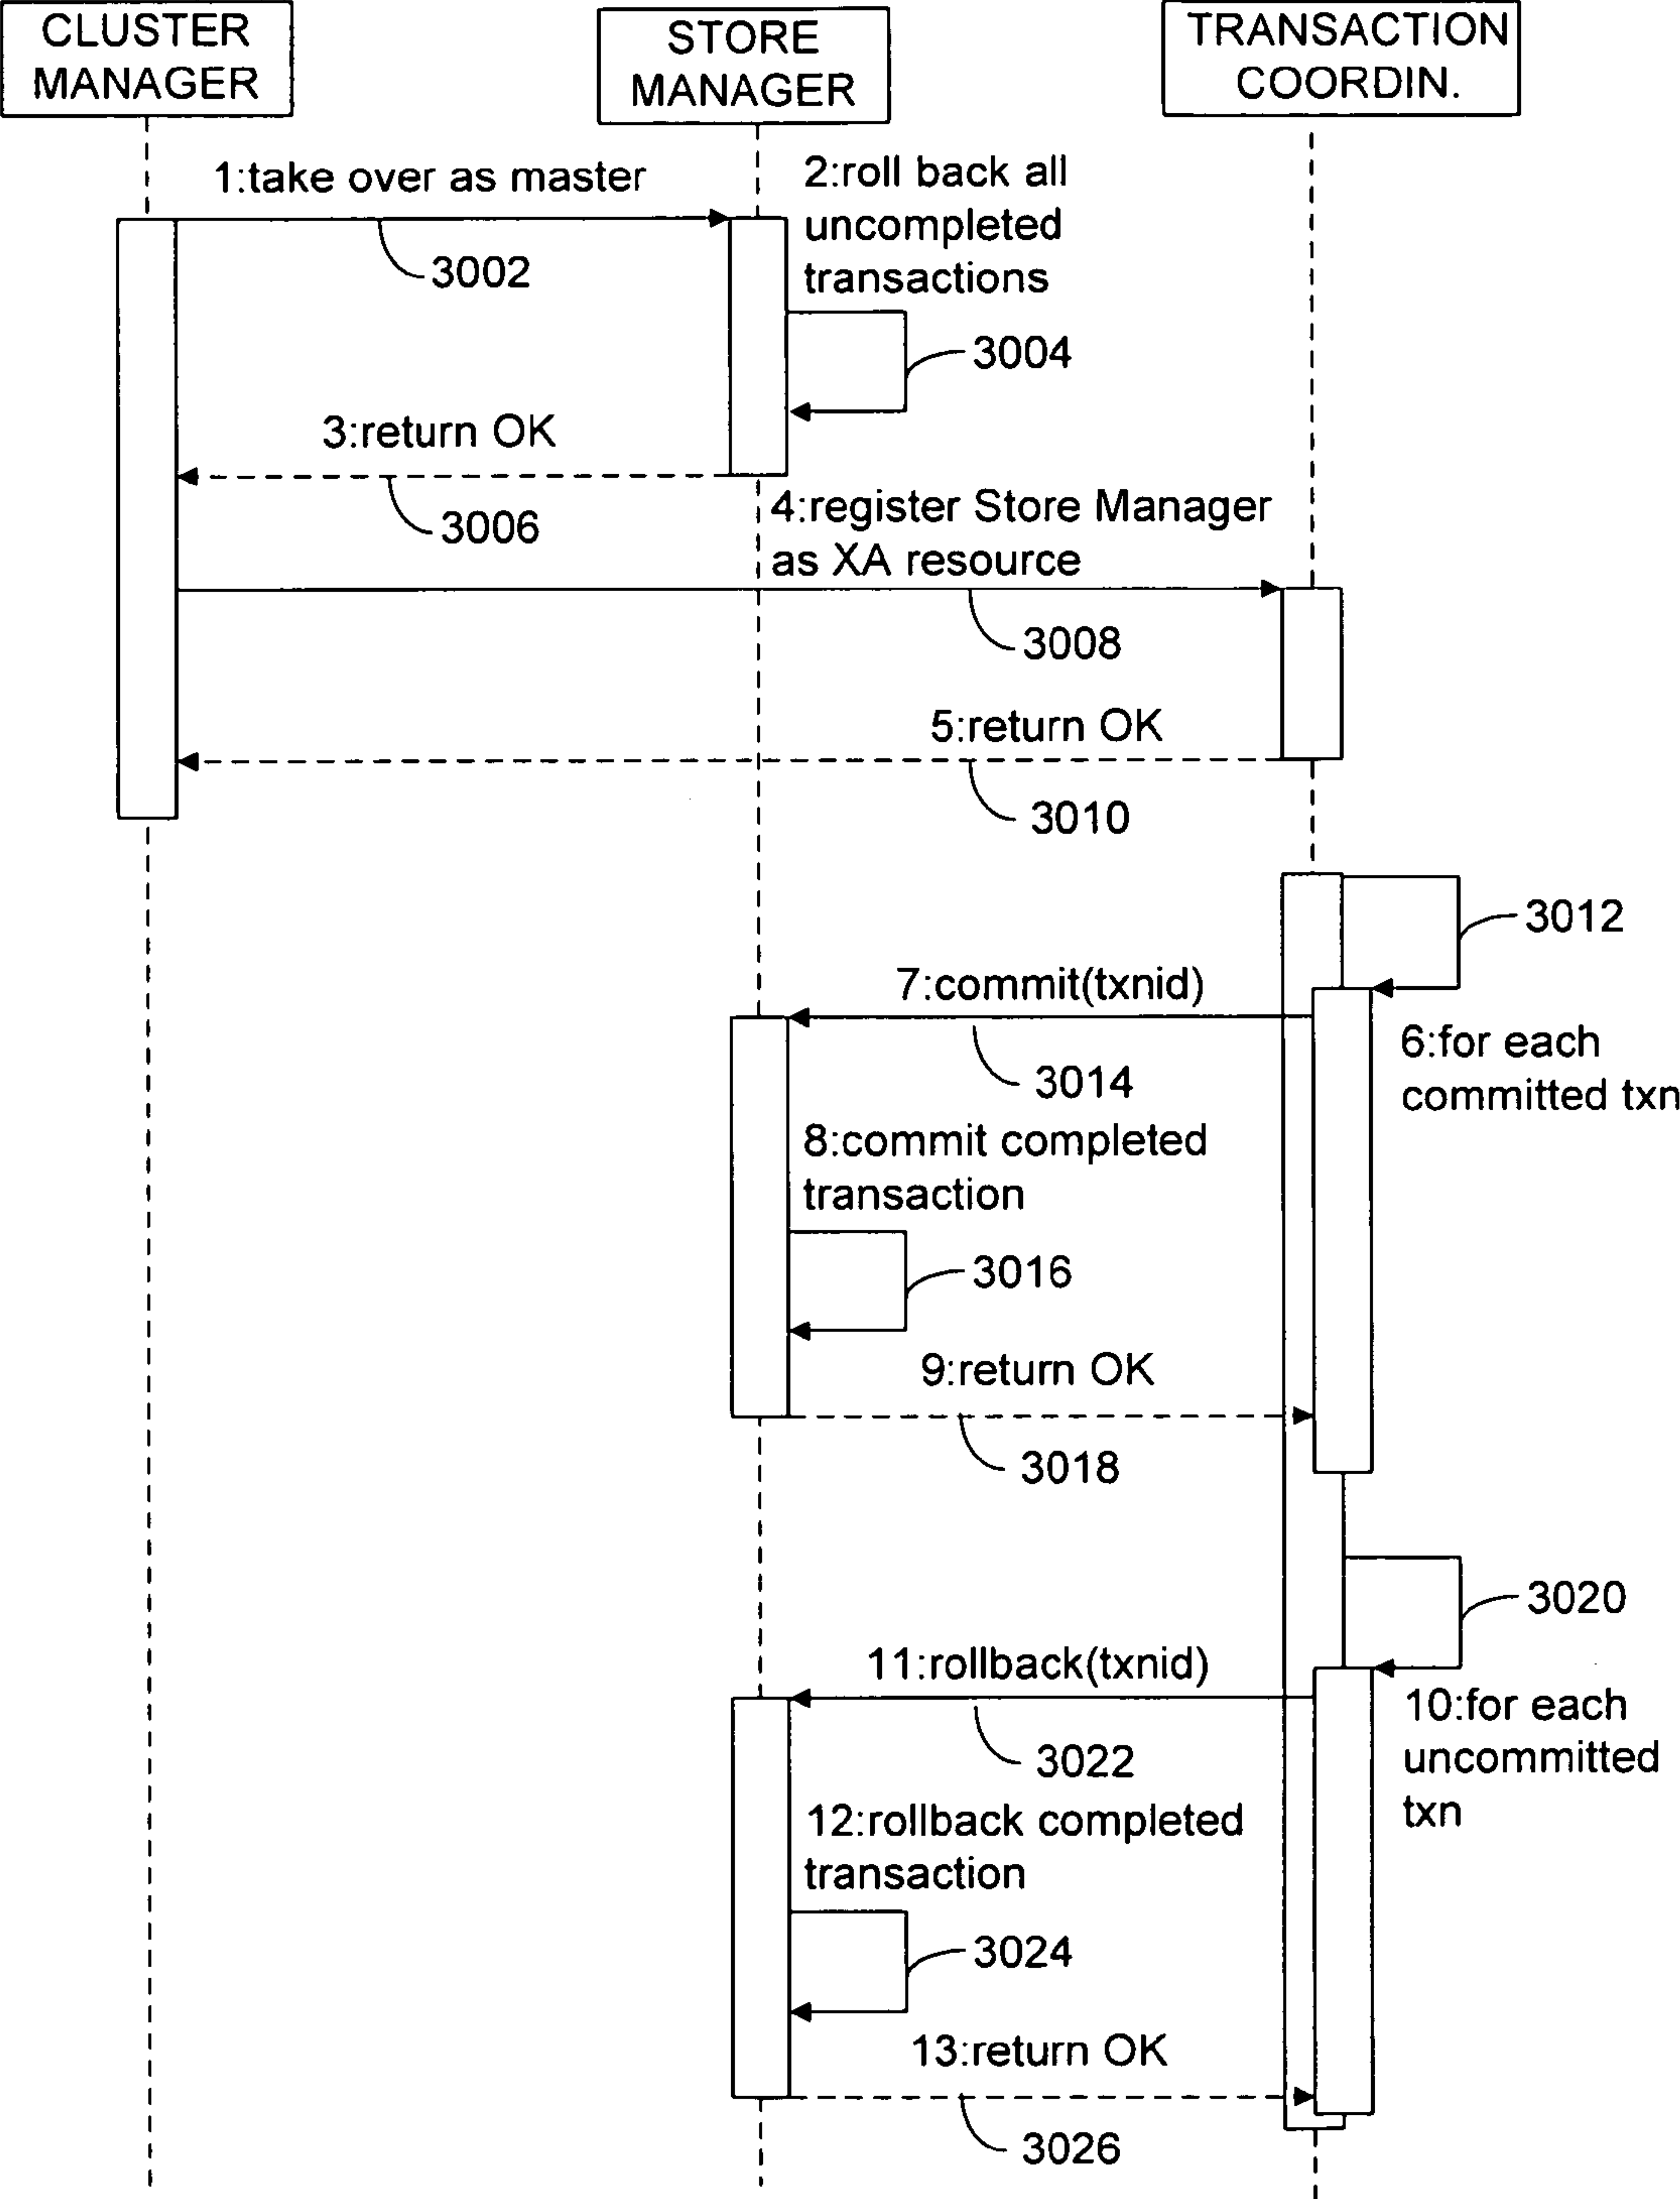 CLUSTER
MANAGER
STORE
MANAGER
TRANSACTION
COORDIN.
1:take over as master
2:roll back all
uncompleted
transactions
3002
3004
3:return OK
3006
4:register Store Manager
as XA resource
3008
5:return OK
3010
3012
7:commit(txnid)
6:for each
committed txn
3014
8:commit completed
transaction
3016
9:return OK
3018
3020
11:rollback(txnid)
10:for each
uncommitted
txn
3022
12:rollback completed
transaction
3024
13:return OK
3026